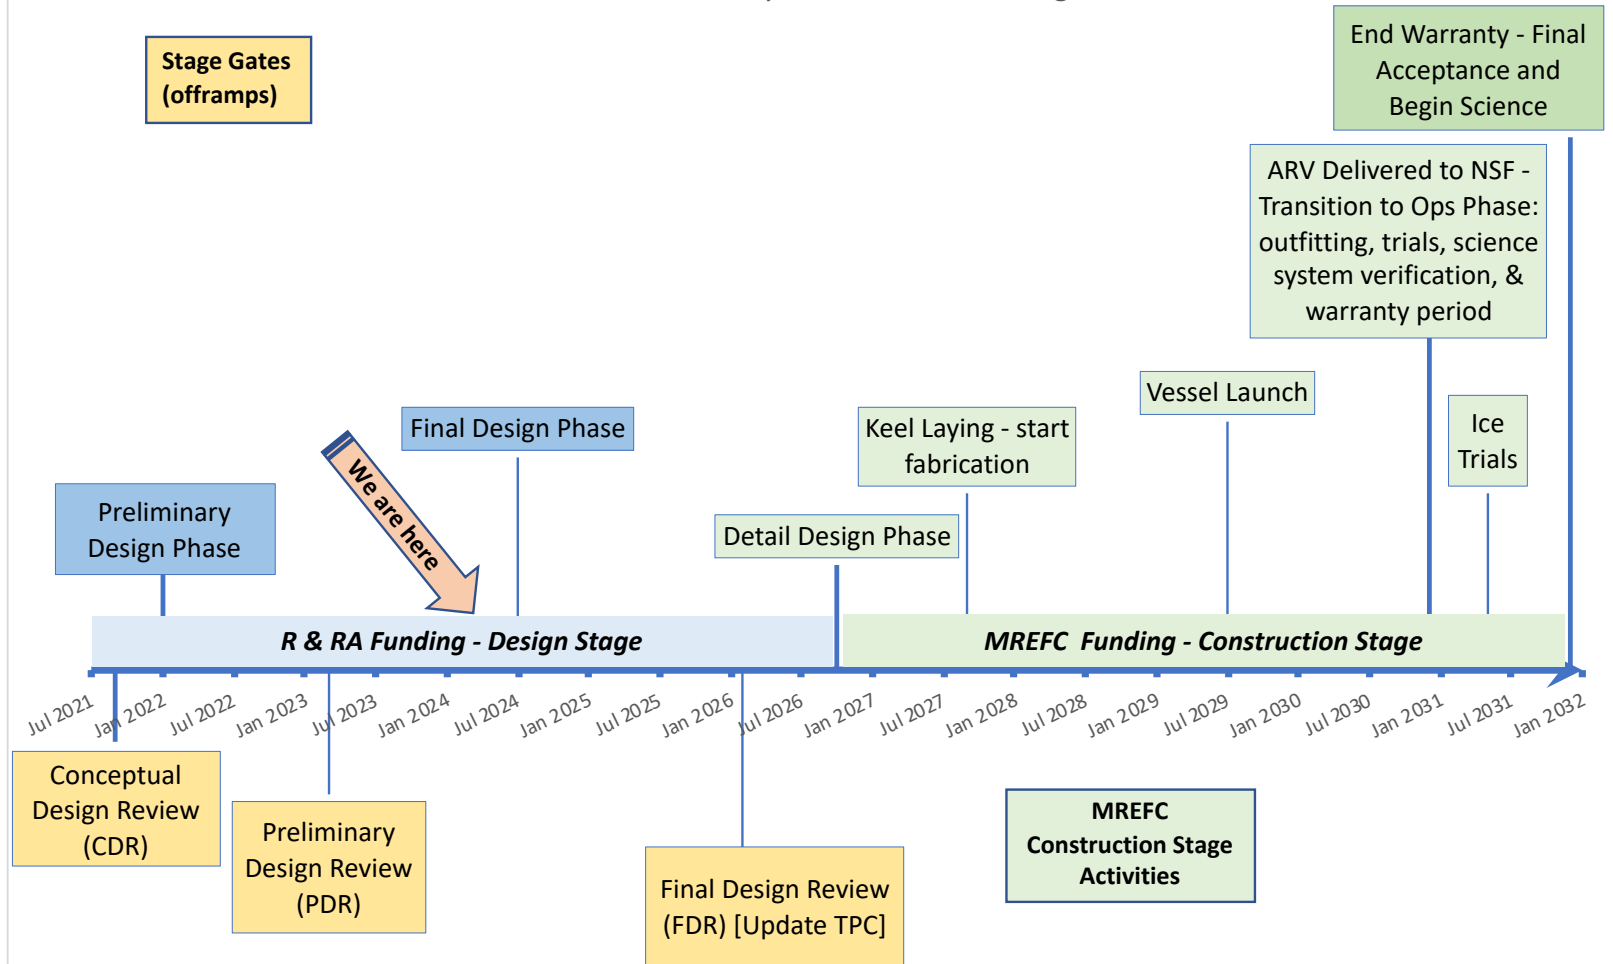 Stage Gates
(offramps)
End Warranty - Final
Acceptance and
Begin Science
ARV Delivered to NSF -
Transition to Ops Phase:
outfitting, trials, science
system verification, &
warranty period
Vessel Launch
Ice
Trials
Final Design Phase
Keel Laying - start
fabrication
We are here
Preliminary
Design Phase
Detail Design Phase
R & RA Funding - Design Stage
MREFC Funding - Construction Stage
Jul 2021
Jan 2022
Jul 2022
Jan 2023
Jul 2023
Jan 2024
Jul 2024
Jan 2025
Jul 2025
Jan 2026
Jul 2026
Jan 2027
Jul 2027
Jan 2028
Jul 2028
Jan 2029
Jul 2029
Jan 2030
Jul 2030
Jan 2031
Jul 2031
Jan 2032
Conceptual
Design Review
(CDR)
Preliminary
Design Review
(PDR)
Final Design Review
(FDR) [Update TPC]
MREFC
Construction Stage
Activities